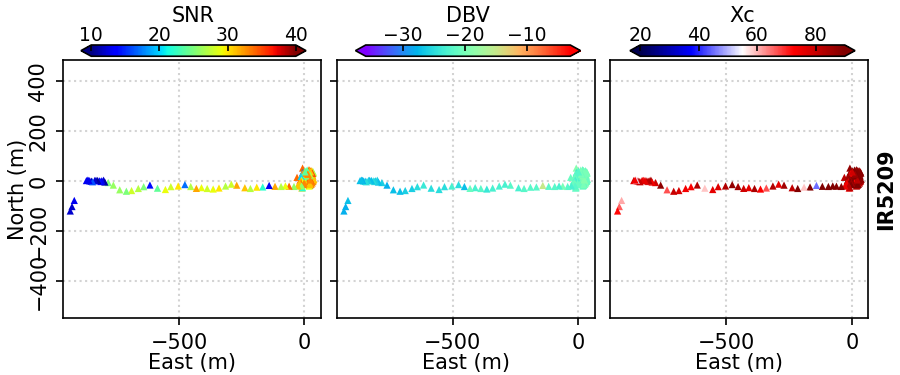 SNR
DBV
Xc
10 20 30 40
−30 −20 −10
20 40 60 80
North (m)
400
200
0
−200
−400
IR5209
−500 0
−500 0
−500 0
East (m)
East (m)
East (m)